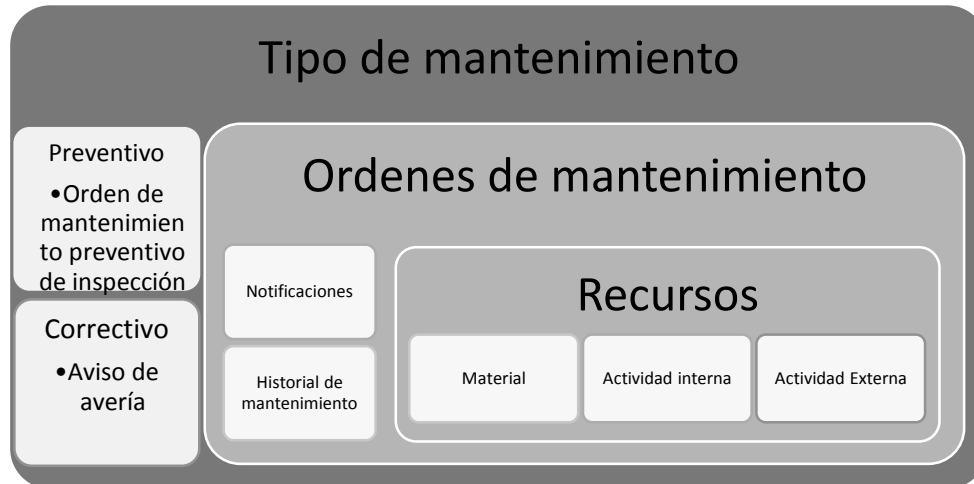 Tipo de mantenimiento
Preventivo
•Orden de
mantenimien
to preventivo
de inspección
Correctivo
•Aviso de
avería
Ordenes de mantenimiento
Notificaciones
Historial de
mantenimiento
Recursos
Material
Actividad interna
Actividad Externa